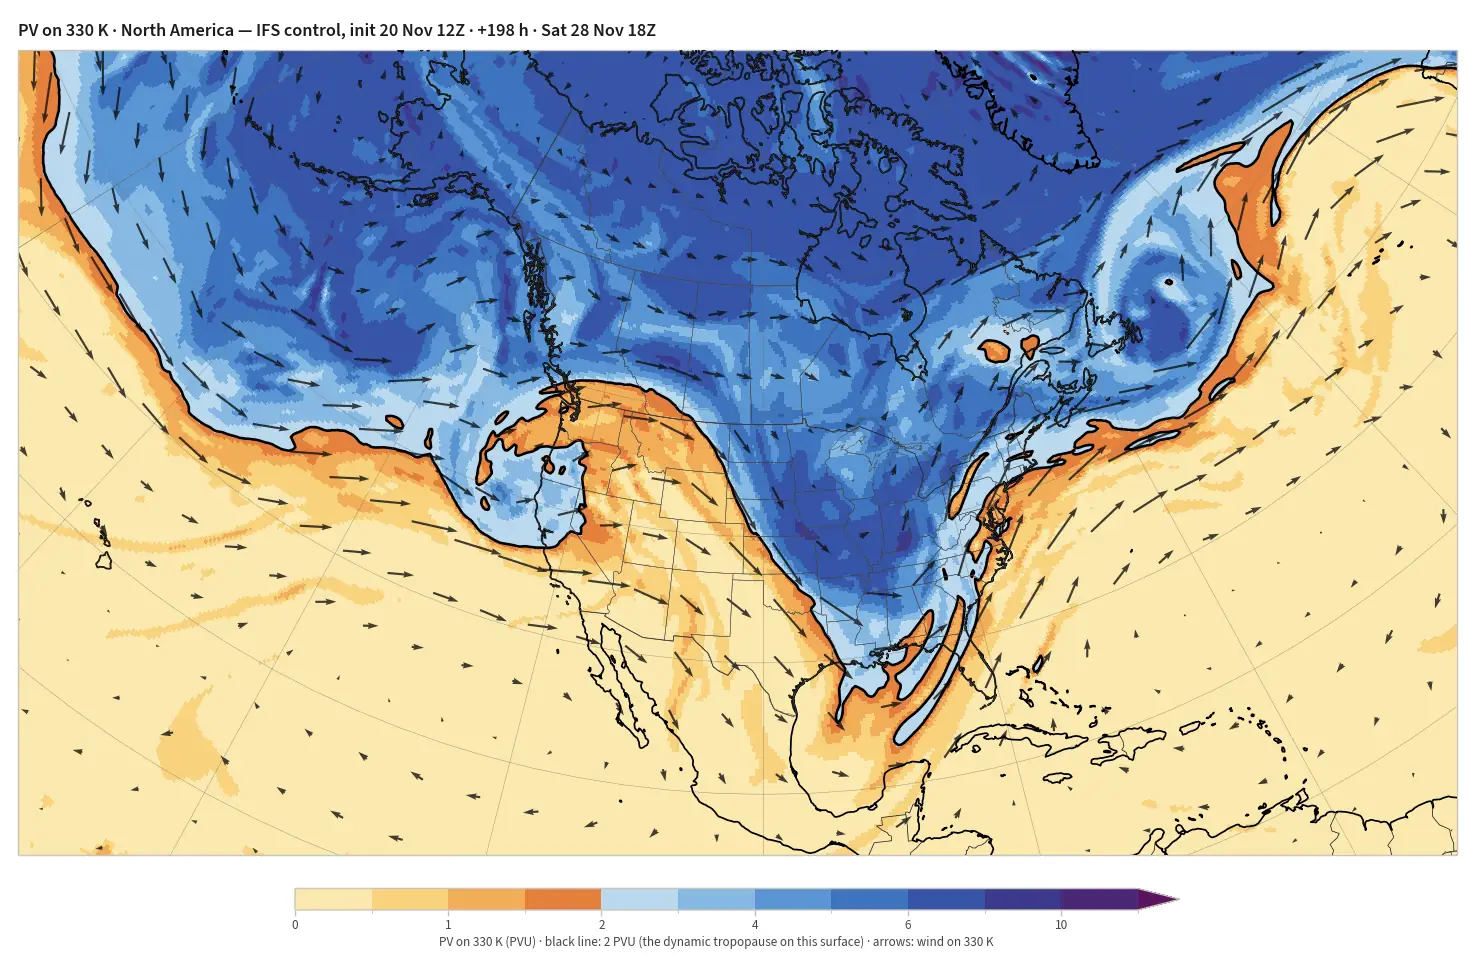 PV on 330 K · North America — IFS control, init 20 Nov 12Z · +198 h · Sat 28 Nov 18Z
0 1 2 4 6 10
PV on 330 K (PVU) · black line: 2 PVU (the dynamic tropopause on this surface) · arrows: wind on 330 K